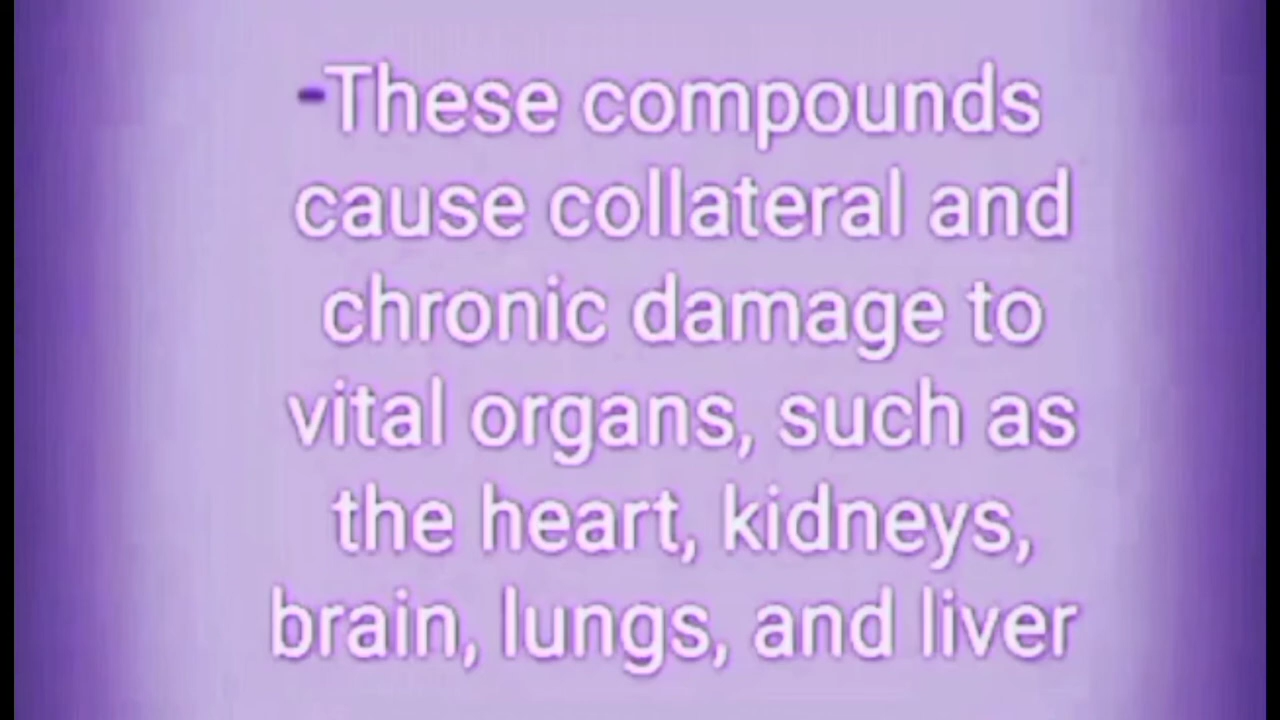 -These compounds
cause collateral and
chronic damage to
vital organs, such as
the heart, kidneys,
brain, lungs, and liver